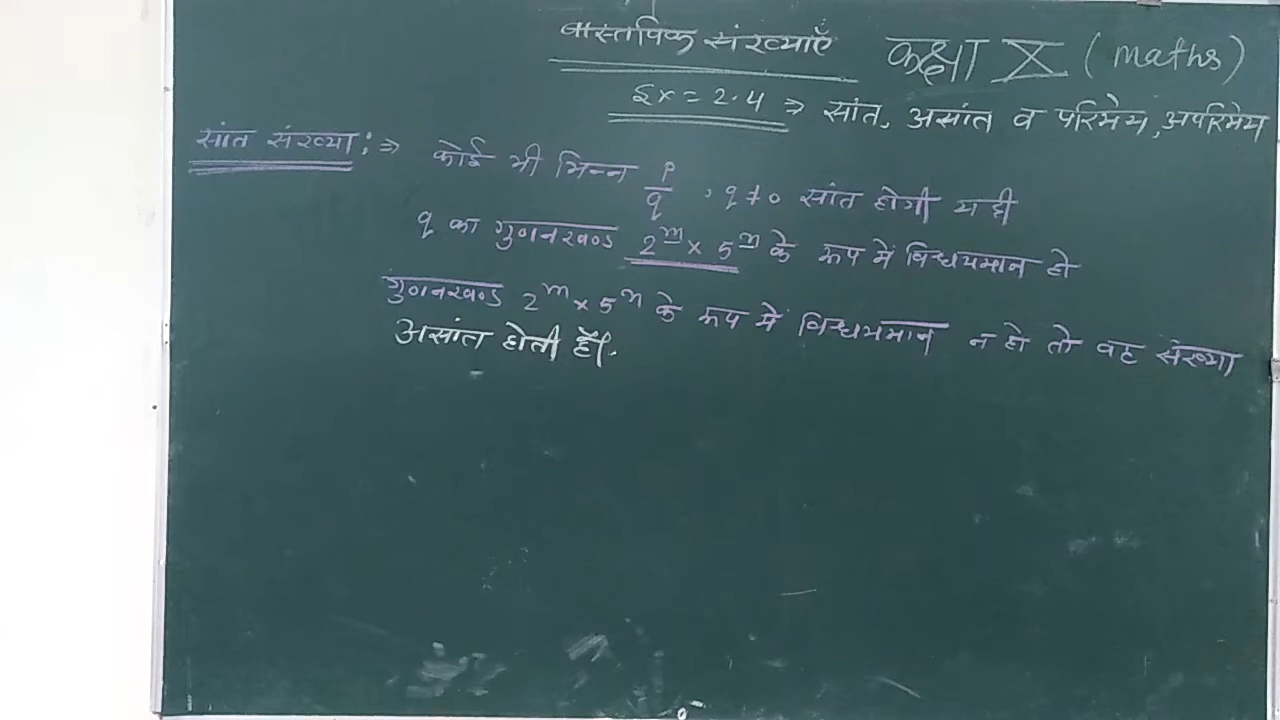 वास्तविक संख्याएँ कक्षा X (maths)
Ex = 2.4 ⇒ सांत, असांत व परिमेय, अपरिमेय
सांत संख्या :⇒ कोई भी भिन्न p/q , q ≠ 0 सांत होगी यदी
q का गुणनखण्ड 2^m × 5^n के रूप में विध्यमान हो
गुणनखण्ड 2^m × 5^n के रूप में विध्यमान न हो तो वह संख्या
असांत होती हैं.